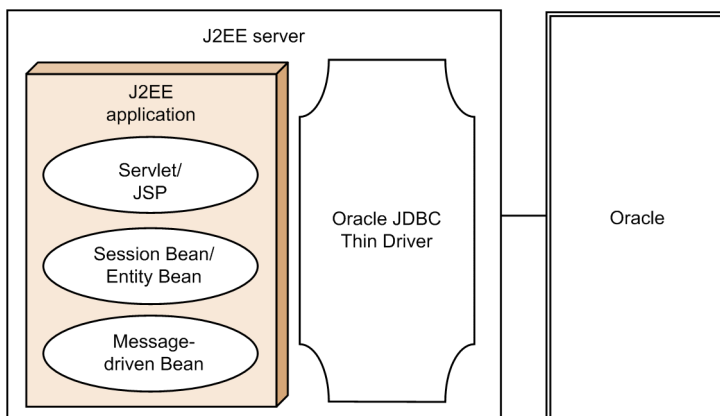 J2EE server
J2EE
application
Servlet/
JSP
Session Bean/
Entity Bean
Message-
driven Bean
Oracle JDBC
Thin Driver
Oracle